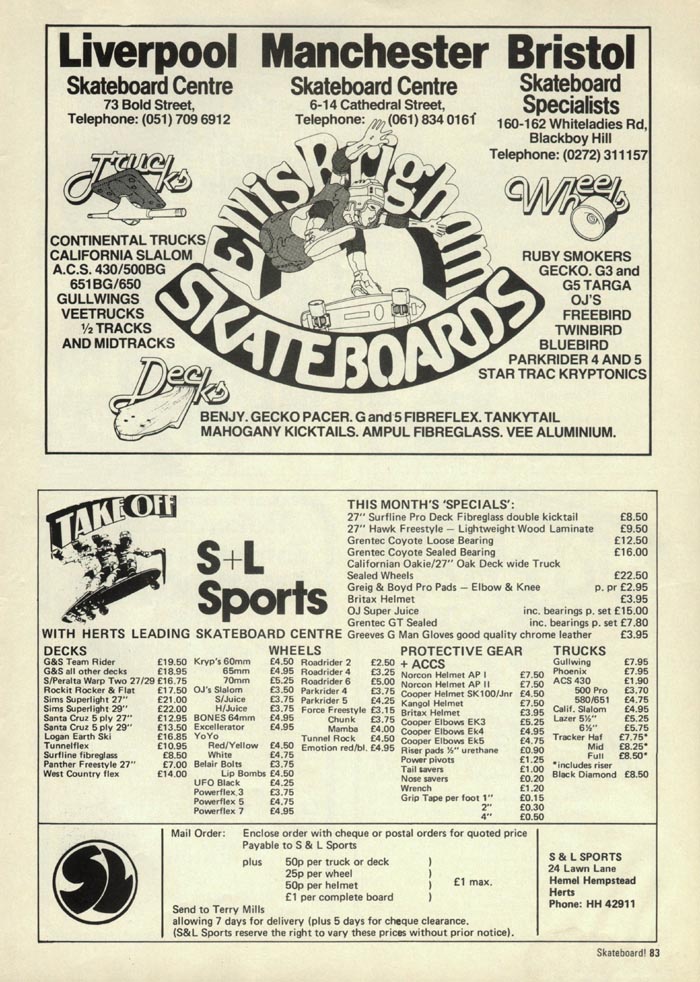 Liverpool Manchester Bristol
Skateboard Centre
73 Bold Street,
Telephone: (051) 709 6912
Skateboard Centre
6-14 Cathedral Street,
Telephone: (061) 834 0161
Skateboard
Specialists
160-162 Whiteladies Rd,
Blackboy Hill
Telephone: (0272) 311157
Trucks
CONTINENTAL TRUCKS
CALIFORNIA SLALOM
A.C.S. 430/500BG
651BG/650
GULLWINGS
VEETRUCKS
½ TRACKS
AND MIDTRACKS
Ellis Brigham
SKATEBOARDS
Wheels
RUBY SMOKERS
GECKO. G3 and
G5 TARGA
OJ'S
FREEBIRD
TWINBIRD
BLUEBIRD
PARKRIDER 4 AND 5
STAR TRAC KRYPTONICS
Decks
BENJY. GECKO PACER. G and 5 FIBREFLEX. TANKYTAIL
MAHOGANY KICKTAILS. AMPUL FIBREGLASS. VEE ALUMINIUM.
TAKE OFF
S+L
Sports
WITH HERTS LEADING SKATEBOARD CENTRE
THIS MONTH'S 'SPECIALS':
27" Surfline Pro Deck Fibreglass double kicktail £8.50
27" Hawk Freestyle – Lightweight Wood Laminate £9.50
Grentec Coyote Loose Bearing £12.50
Grentec Coyote Sealed Bearing £16.00
Californian Oakie/27" Oak Deck wide Truck
Sealed Wheels £22.50
Greig & Boyd Pro Pads – Elbow & Knee p. pr £2.95
Britax Helmet £3.95
OJ Super Juice inc. bearings p. set £15.00
Grentec GT Sealed inc. bearings p. set £7.80
Greeves G Man Gloves good quality chrome leather £3.95
DECKS
G&S Team Rider £19.50
G&S all other decks £18.95
S/Peralta Warp Two 27/29 £16.75
Rockit Rocker & Flat £17.50
Sims Superlight 27" £21.00
Sims Superlight 29" £22.00
Santa Cruz 5 ply 27" £12.95
Santa Cruz 5 ply 29" £13.50
Logan Earth Ski £16.85
Tunnelflex £10.95
Surfline fibreglass £8.50
Panther Freestyle 27" £7.00
West Country flex £14.00
WHEELS
Kryp's 60mm £4.50
65mm £4.95
70mm £5.25
OJ's Slalom £3.50
S/Juice £3.75
H/Juice £3.75
BONES 64mm £4.95
Excellerator £4.95
YoYo
Red/Yellow £4.50
White £4.75
Belair Bolts £3.75
Lip Bombs £4.50
UFO Black £4.25
Powerflex 3 £3.75
Powerflex 5 £4.75
Powerflex 7 £4.95
Roadrider 2 £2.50
Roadrider 4 £3.25
Roadrider 6 £5.00
Parkrider 4 £3.75
Parkrider 5 £4.25
Force Freestyle £3.15
Chunk £3.75
Mamba £4.00
Tunnel Rock £4.50
Emotion red/bl. £4.95
PROTECTIVE GEAR
+ ACCS
Norcon Helmet AP I £7.50
Norcon Helmet AP II £7.50
Cooper Helmet SK100/Jnr £4.50
Kangol Helmet £7.50
Britax Helmet £3.95
Cooper Elbows EK3 £5.25
Cooper Elbows Ek4 £4.95
Cooper Elbows Ek5 £4.75
Riser pads ½" urethane £0.90
Power pivots £1.25
Tail savers £1.00
Nose savers £0.20
Wrench £1.20
Grip Tape per foot 1" £0.15
2" £0.30
4" £0.50
TRUCKS
Gullwing £7.95
Phoenix £7.95
ACS 430 £1.90
500 Pro £3.70
580/651 £4.75
Calif. Slalom £4.95
Lazer 5½" £5.25
6½" £5.75
Tracker Haf £7.75*
Mid £8.25*
Full £8.50*
*includes riser
Black Diamond £8.50
SL
Mail Order: Enclose order with cheque or postal orders for quoted price
Payable to S & L Sports
plus 50p per truck or deck )
25p per wheel )
50p per helmet ) £1 max.
£1 per complete board )
Send to Terry Mills
allowing 7 days for delivery (plus 5 days for cheque clearance.
(S&L Sports reserve the right to vary these prices without prior notice).
S & L SPORTS
24 Lawn Lane
Hemel Hempstead
Herts
Phone: HH 42911
Skateboard! 83